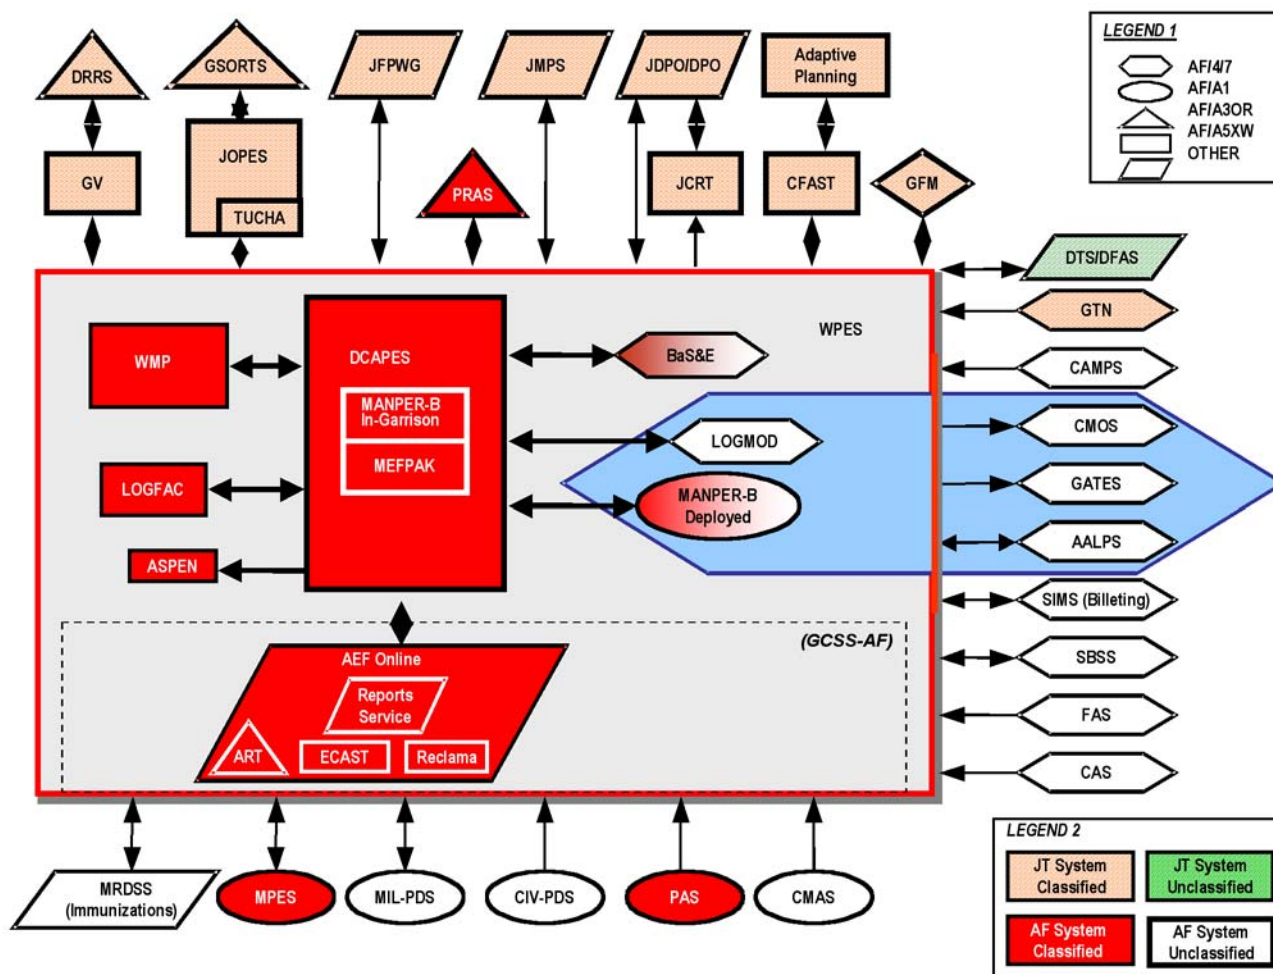 LEGEND 1
AF/4/7
AF/A1
AF/A3OR
AF/A5XW
OTHER
DRRS
GSORTS
JFPWG
JMPS
JDPO/DPO
Adaptive
Planning
GV
JOPES
TUCHA
PRAS
JCRT
CFAST
GFM
DTS/DFAS
GTN
CAMPS
CMOS
GATES
AALPS
SIMS (Billeting)
SBSS
FAS
CAS
WPES
WMP
DCAPES
BaS&E
MANPER-B
In-Garrison
MEFPAK
LOGMOD
LOGFAC
MANPER-B
Deployed
ASPEN
(GCSS-AF)
AEF Online
Reports
Service
ART
ECAST
Reclama
MRDSS
(Immunizations)
MPES
MIL-PDS
CIV-PDS
PAS
CMAS
LEGEND 2
JT System
Classified
JT System
Unclassified
AF System
Classified
AF System
Unclassified